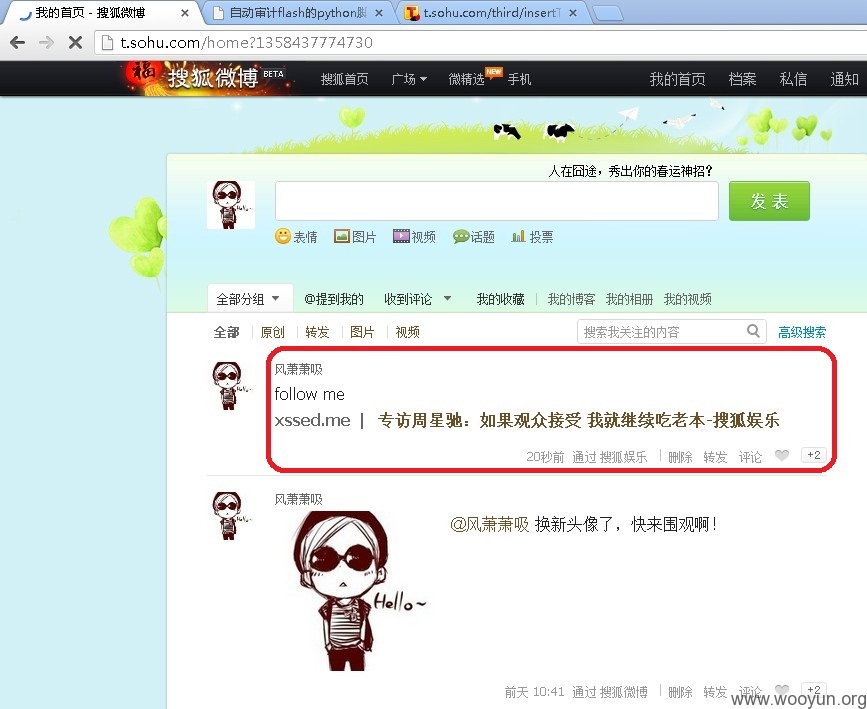 我的首页 - 搜狐微博
自动审计flash的python脚
t.sohu.com/third/insertT
t.sohu.com/home?1358437774730
福
搜狐微博 BETA
搜狐首页 广场 微精选 NEW 手机 我的首页 档案 私信 通知
人在囧途，秀出你的春运神招？
发表
表情 图片 视频 话题 投票
全部分组 @提到我的 收到评论 我的收藏 我的博客 我的相册 我的视频
全部 原创 转发 图片 视频 搜索我关注的内容 高级搜索
风萧萧吸
follow me
xssed.me | 专访周星驰：如果观众接受 我就继续吃老本-搜狐娱乐
20秒前 通过 搜狐娱乐 删除 转发 评论 +2
风萧萧吸
@风萧萧吸 换新头像了，快来围观啊！
Hello~
前天 10:41 通过 搜狐微博 删除 转发 评论 +2
www.wooyun.org